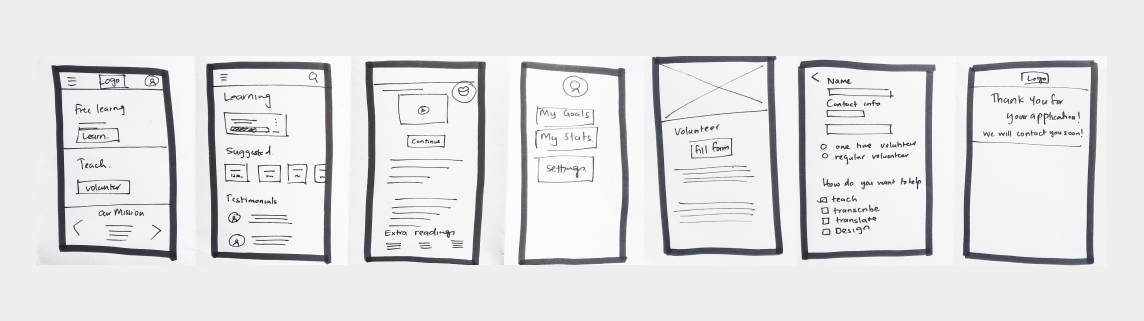 Logo
Free learng
Learn.
Teach.
volunter
Our Mission
Learning
Suggested.
Testimonials
Continue
Extra readings
My Goals
My Stats
Settings.
Volunteer
fill form
Name
Contact info
one time volunteer
regular volunteer
How do you want to help
teach
transcribe
translate
Design
Logo
Thank You for
your application!
We will contact you soon!